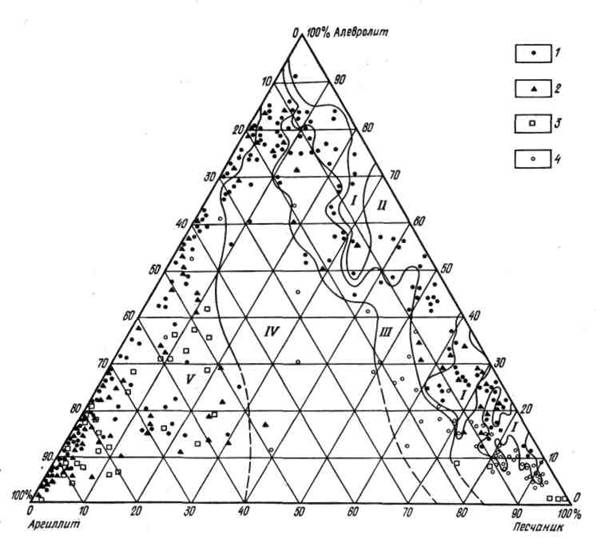 0 100% Алевролит
1
10 90
2
3
20 80
4
30 70
I II
40 60
50 50
60 40
IV III
70 30
V
I
80 20
I
90 10
100% 0
0 10 20 30 40 50 60 70 80 90 100%
Аргиллит Песчаник